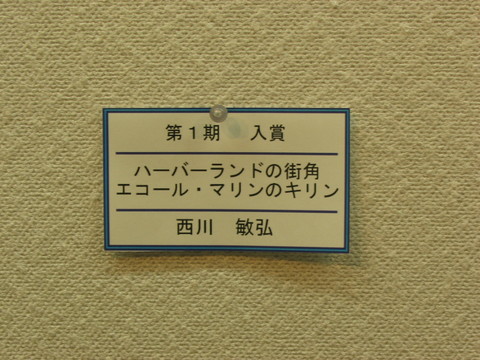 第１期　入賞
ハーバーランドの街角
エコール・マリンのキリン
西川　敏弘